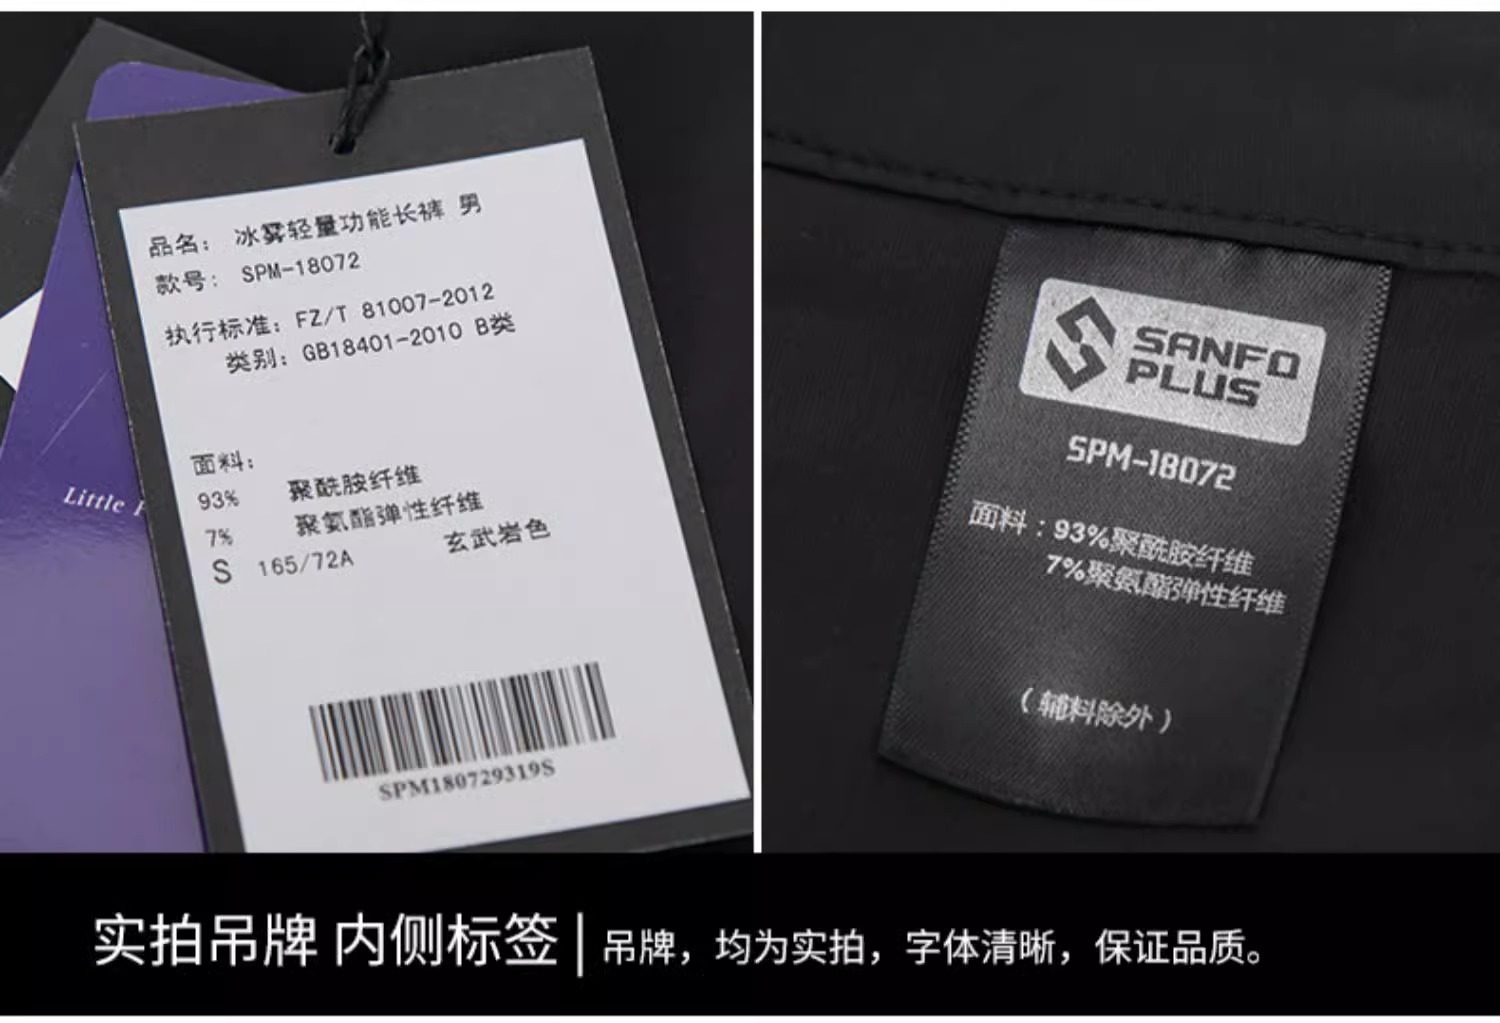 品名： 冰雾轻量功能长裤 男
款号： SPM-18072
执行标准：FZ/T 81007-2012
类别：GB18401-2010 B类
面料：
93% 聚酰胺纤维
7% 聚氨酯弹性纤维
S 165/72A 玄武岩色
SPM180729319S
Little
SANFO
PLUS
SPM-18072
面料：93%聚酰胺纤维
7%聚氨酯弹性纤维
（辅料除外）
实拍吊牌 内侧标签 | 吊牌，均为实拍，字体清晰，保证品质。